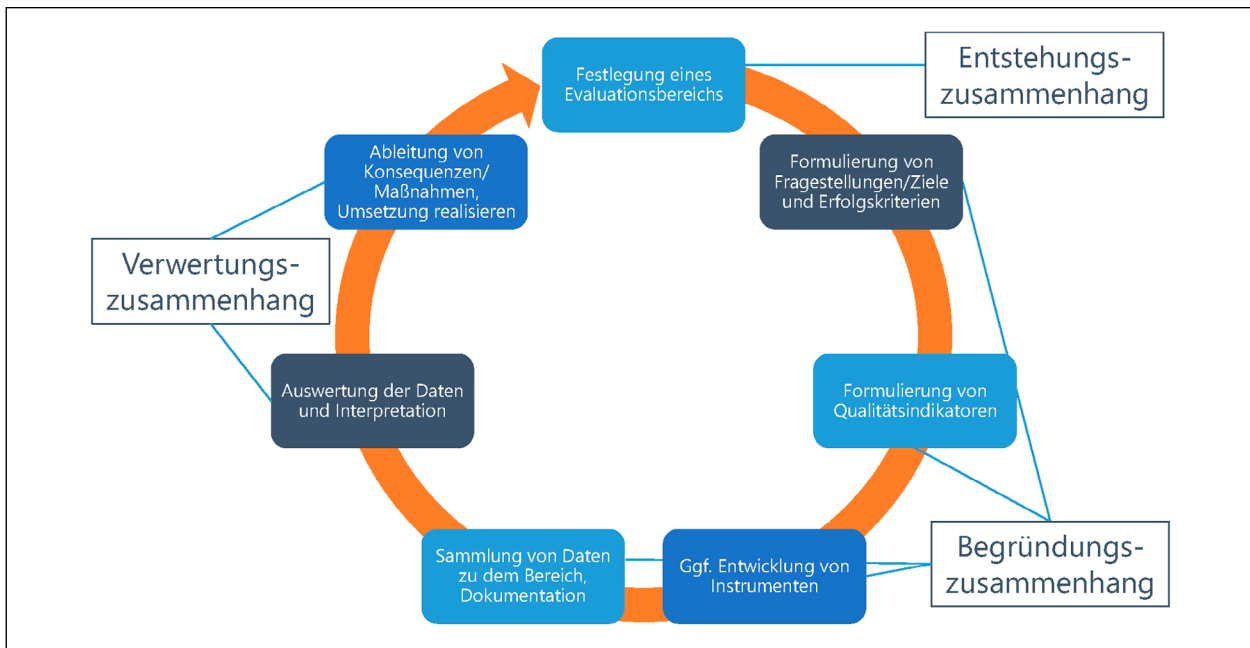 Festlegung eines
Evaluationsbereichs
Entstehungs-
zusammenhang
Formulierung von
Fragestellungen/Ziele
und Erfolgskriterien
Formulierung von
Qualitätsindikatoren
Begründungs-
zusammenhang
Ggf. Entwicklung von
Instrumenten
Sammlung von Daten
zu dem Bereich,
Dokumentation
Auswertung der Daten
und Interpretation
Verwertungs-
zusammenhang
Ableitung von
Konsequenzen/
Maßnahmen,
Umsetzung realisieren